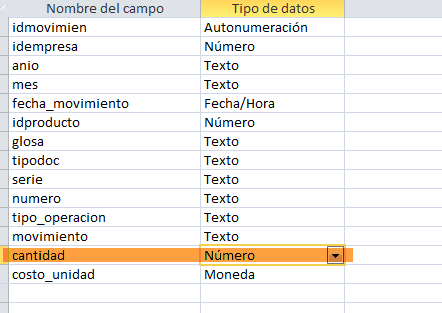 Nombre del campo Tipo de datos
idmovimien Autonumeración
idempresa Número
anio Texto
mes Texto
fecha_movimiento Fecha/Hora
idproducto Número
glosa Texto
tipodoc Texto
serie Texto
numero Texto
tipo_operacion Texto
movimiento Texto
cantidad Número
costo_unidad Moneda